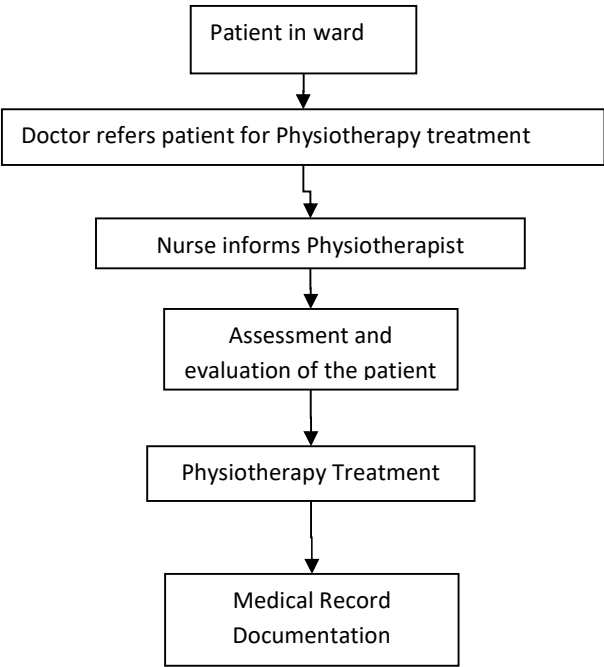 Patient in ward
Doctor refers patient for Physiotherapy treatment
Nurse informs Physiotherapist
Assessment and
evaluation of the patient
Physiotherapy Treatment
Medical Record
Documentation